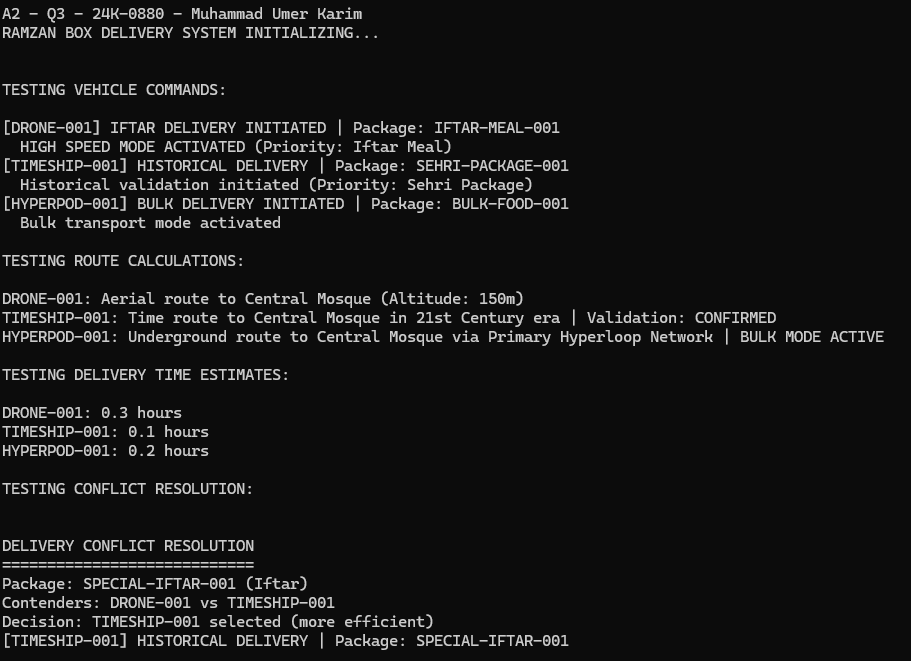 A2 - Q3 - 24K-0880 - Muhammad Umer Karim
RAMZAN BOX DELIVERY SYSTEM INITIALIZING...
TESTING VEHICLE COMMANDS:
[DRONE-001] IFTAR DELIVERY INITIATED | Package: IFTAR-MEAL-001
HIGH SPEED MODE ACTIVATED (Priority: Iftar Meal)
[TIMESHIP-001] HISTORICAL DELIVERY | Package: SEHRI-PACKAGE-001
Historical validation initiated (Priority: Sehri Package)
[HYPERPOD-001] BULK DELIVERY INITIATED | Package: BULK-FOOD-001
Bulk transport mode activated
TESTING ROUTE CALCULATIONS:
DRONE-001: Aerial route to Central Mosque (Altitude: 150m)
TIMESHIP-001: Time route to Central Mosque in 21st Century era | Validation: CONFIRMED
HYPERPOD-001: Underground route to Central Mosque via Primary Hyperloop Network | BULK MODE ACTIVE
TESTING DELIVERY TIME ESTIMATES:
DRONE-001: 0.3 hours
TIMESHIP-001: 0.1 hours
HYPERPOD-001: 0.2 hours
TESTING CONFLICT RESOLUTION:
DELIVERY CONFLICT RESOLUTION
============================
Package: SPECIAL-IFTAR-001 (Iftar)
Contenders: DRONE-001 vs TIMESHIP-001
Decision: TIMESHIP-001 selected (more efficient)
[TIMESHIP-001] HISTORICAL DELIVERY | Package: SPECIAL-IFTAR-001